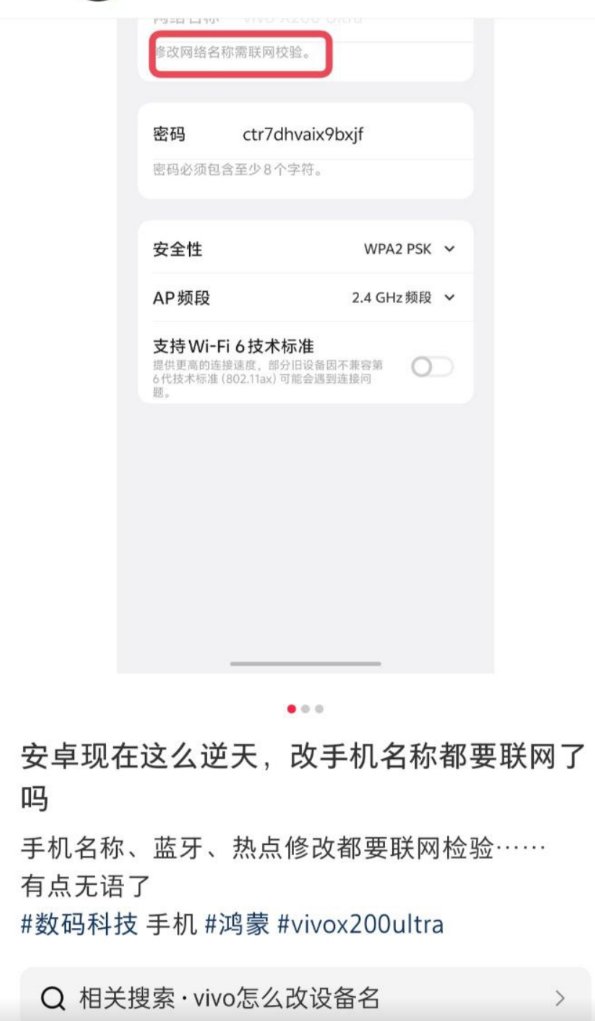 网络名称 vivo X200 Ultra
修改网络名称需联网校验。
密码 ctr7dhvaix9bxjf
密码必须包含至少8个字符。
安全性 WPA2 PSK
AP 频段 2.4 GHz 频段
支持 Wi-Fi 6 技术标准
提供更高的连接速度，部分旧设备因不兼容第
6代技术标准 (802.11ax) 可能会遇到连接问
题。
安卓现在这么逆天，改手机名称都要联网了
吗
手机名称、蓝牙、热点修改都要联网检验……
有点无语了
#数码科技 手机 #鸿蒙 #vivox200ultra
相关搜索·vivo怎么改设备名